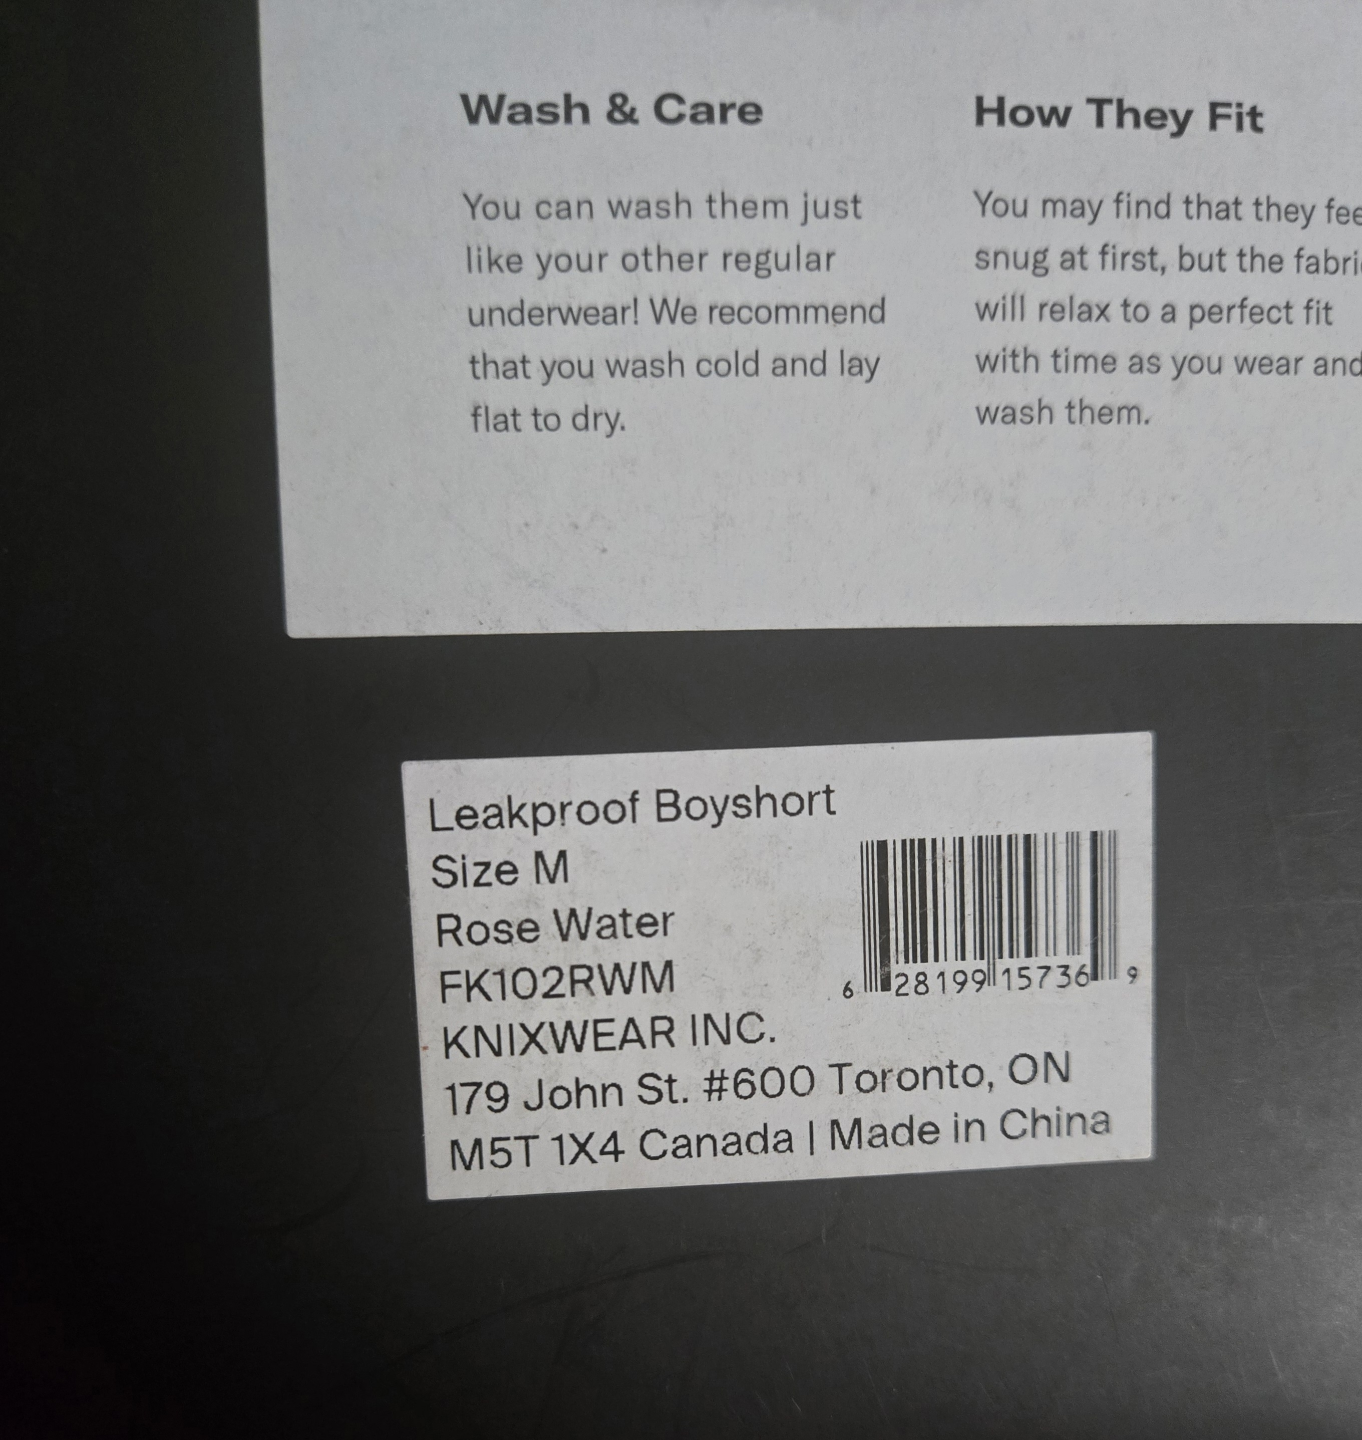 Wash & Care
You can wash them just
like your other regular
underwear! We recommend
that you wash cold and lay
flat to dry.
How They Fit
You may find that they fee
snug at first, but the fabric
will relax to a perfect fit
with time as you wear and
wash them.
Leakproof Boyshort
Size M
Rose Water
FK102RWM
KNIXWEAR INC.
179 John St. #600 Toronto, ON
M5T 1X4 Canada | Made in China
6 28199 15736 9